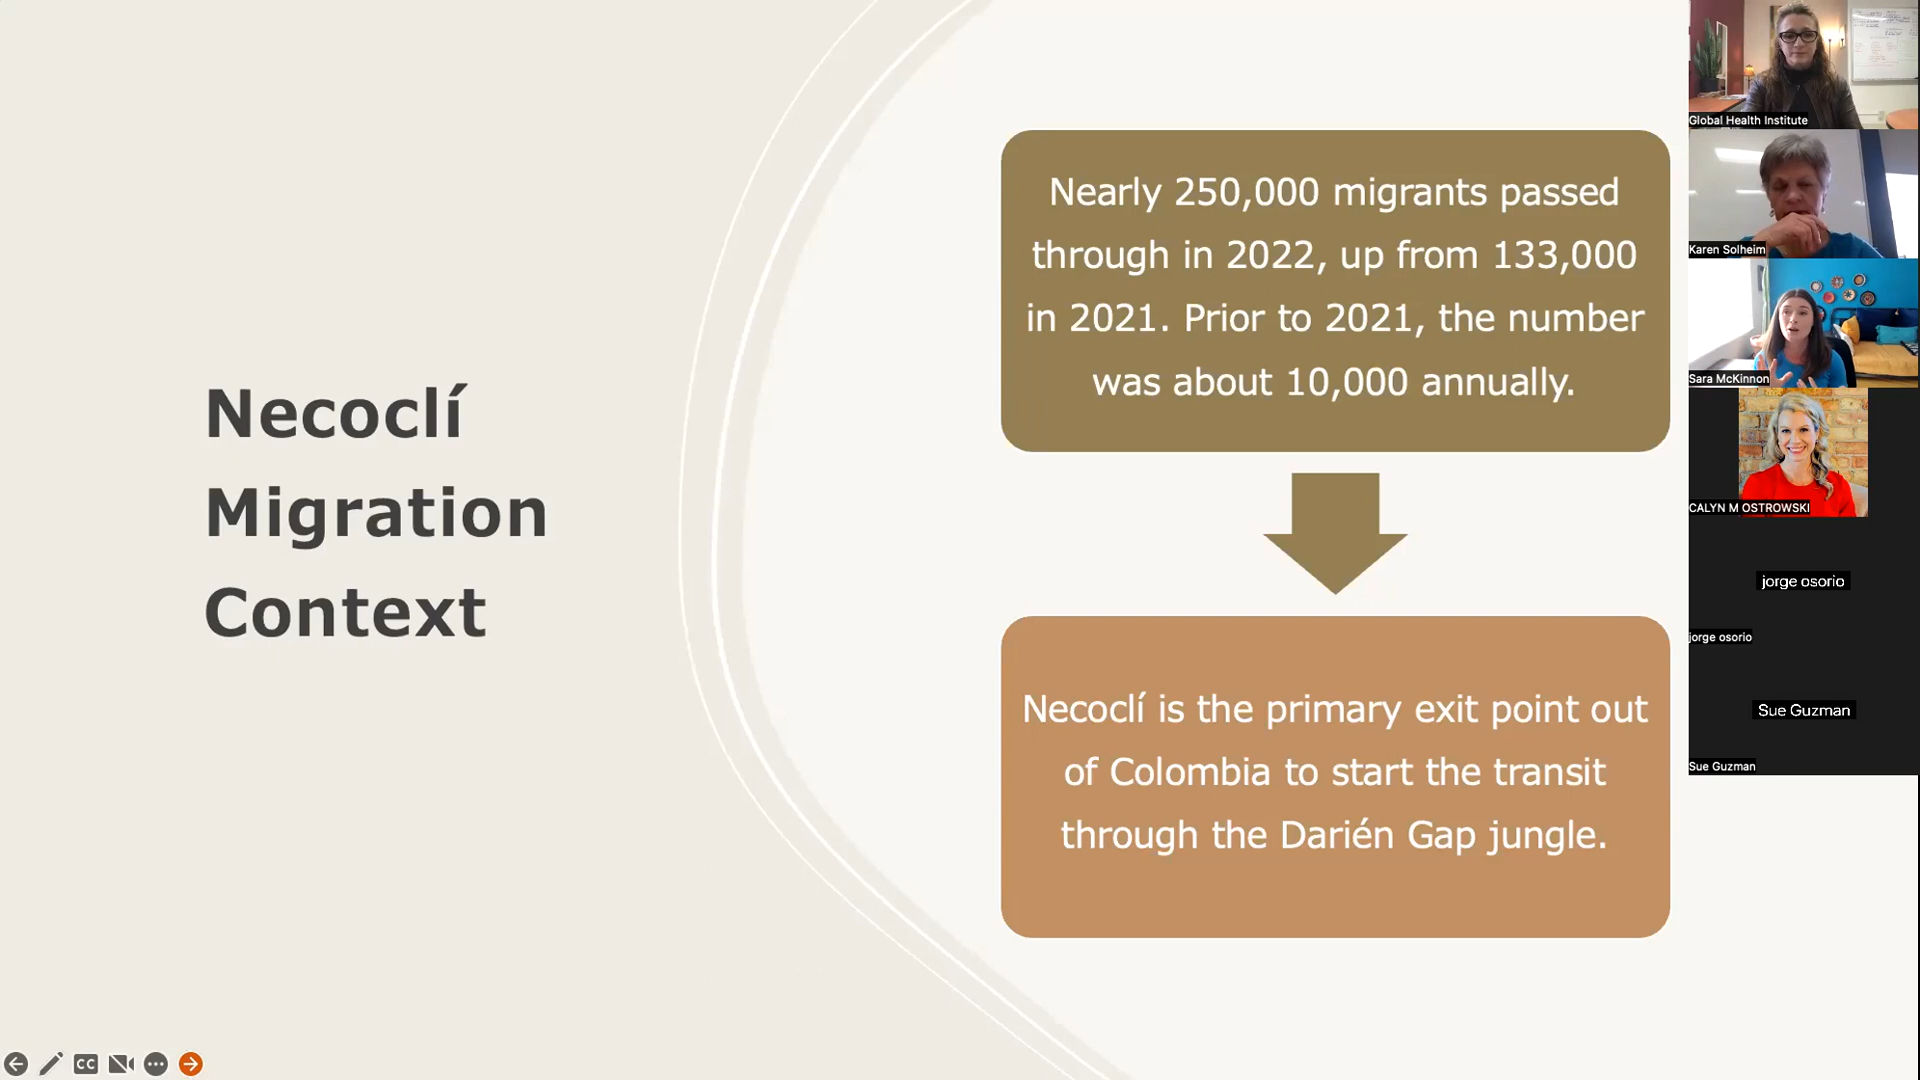 Necoclí
Migration
Context
Nearly 250,000 migrants passed
through in 2022, up from 133,000
in 2021. Prior to 2021, the number
was about 10,000 annually.
Necoclí is the primary exit point out
of Colombia to start the transit
through the Darién Gap jungle.
Global Health Institute
Karen Solheim
Sara McKinnon
CALYN M OSTROWSKI
jorge osorio
jorge osorio
Sue Guzman
Sue Guzman
CC